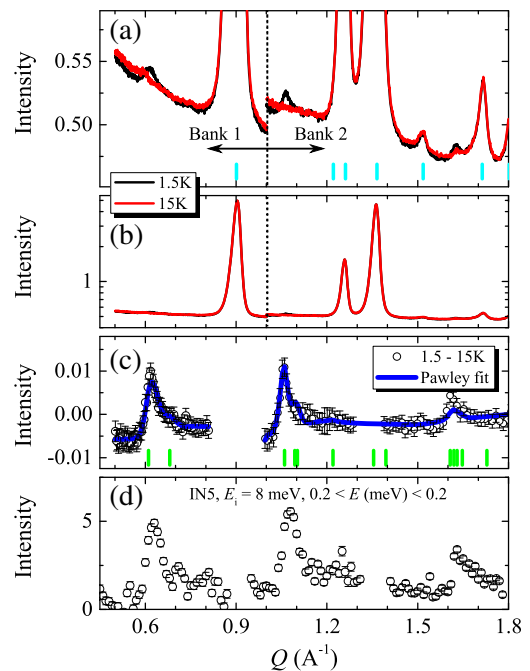 (a)
Intensity
0.55
0.50
Bank 1
Bank 2
1.5K
15K
(b)
Intensity
1
(c)
Intensity
0.01
0.00
-0.01
1.5 - 15K
Pawley fit
(d)
Intensity
5
0
IN5, Ei = 8 meV, 0.2 < E (meV) < 0.2
0.6 0.9 1.2 1.5 1.8
Q (A-1)